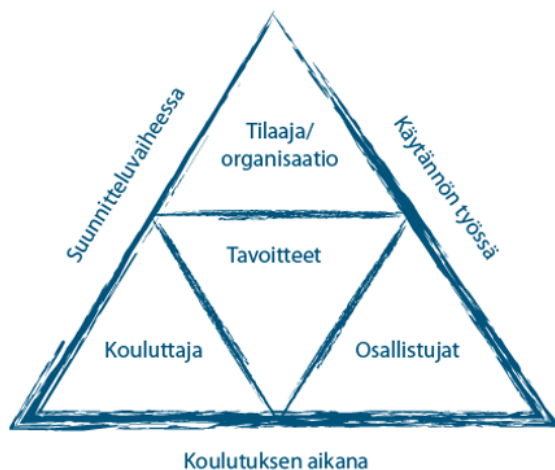 Suunnitteluvaiheessa
Käytännön työssä
Tilaaja/
organisaatio
Tavoitteet
Kouluttaja
Osallistujat
Koulutuksen aikana